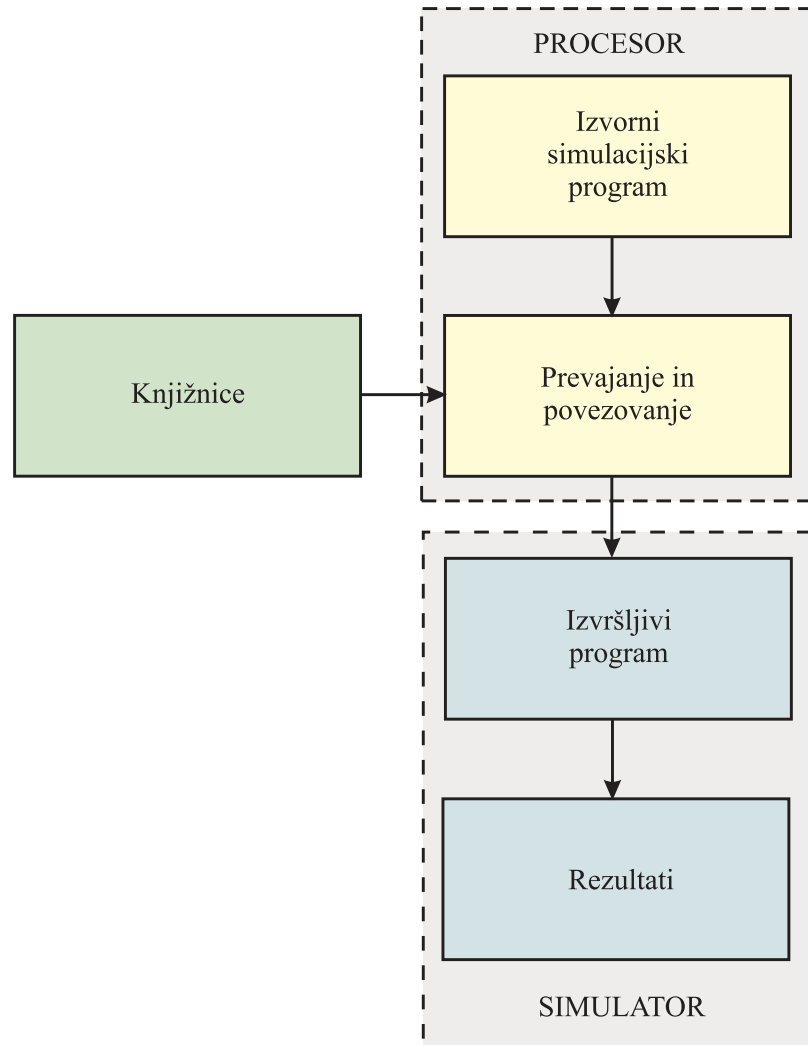 PROCESOR
Izvorni
simulacijski
program
Knjižnice
Prevajanje in
povezovanje
Izvršljivi
program
Rezultati
SIMULATOR